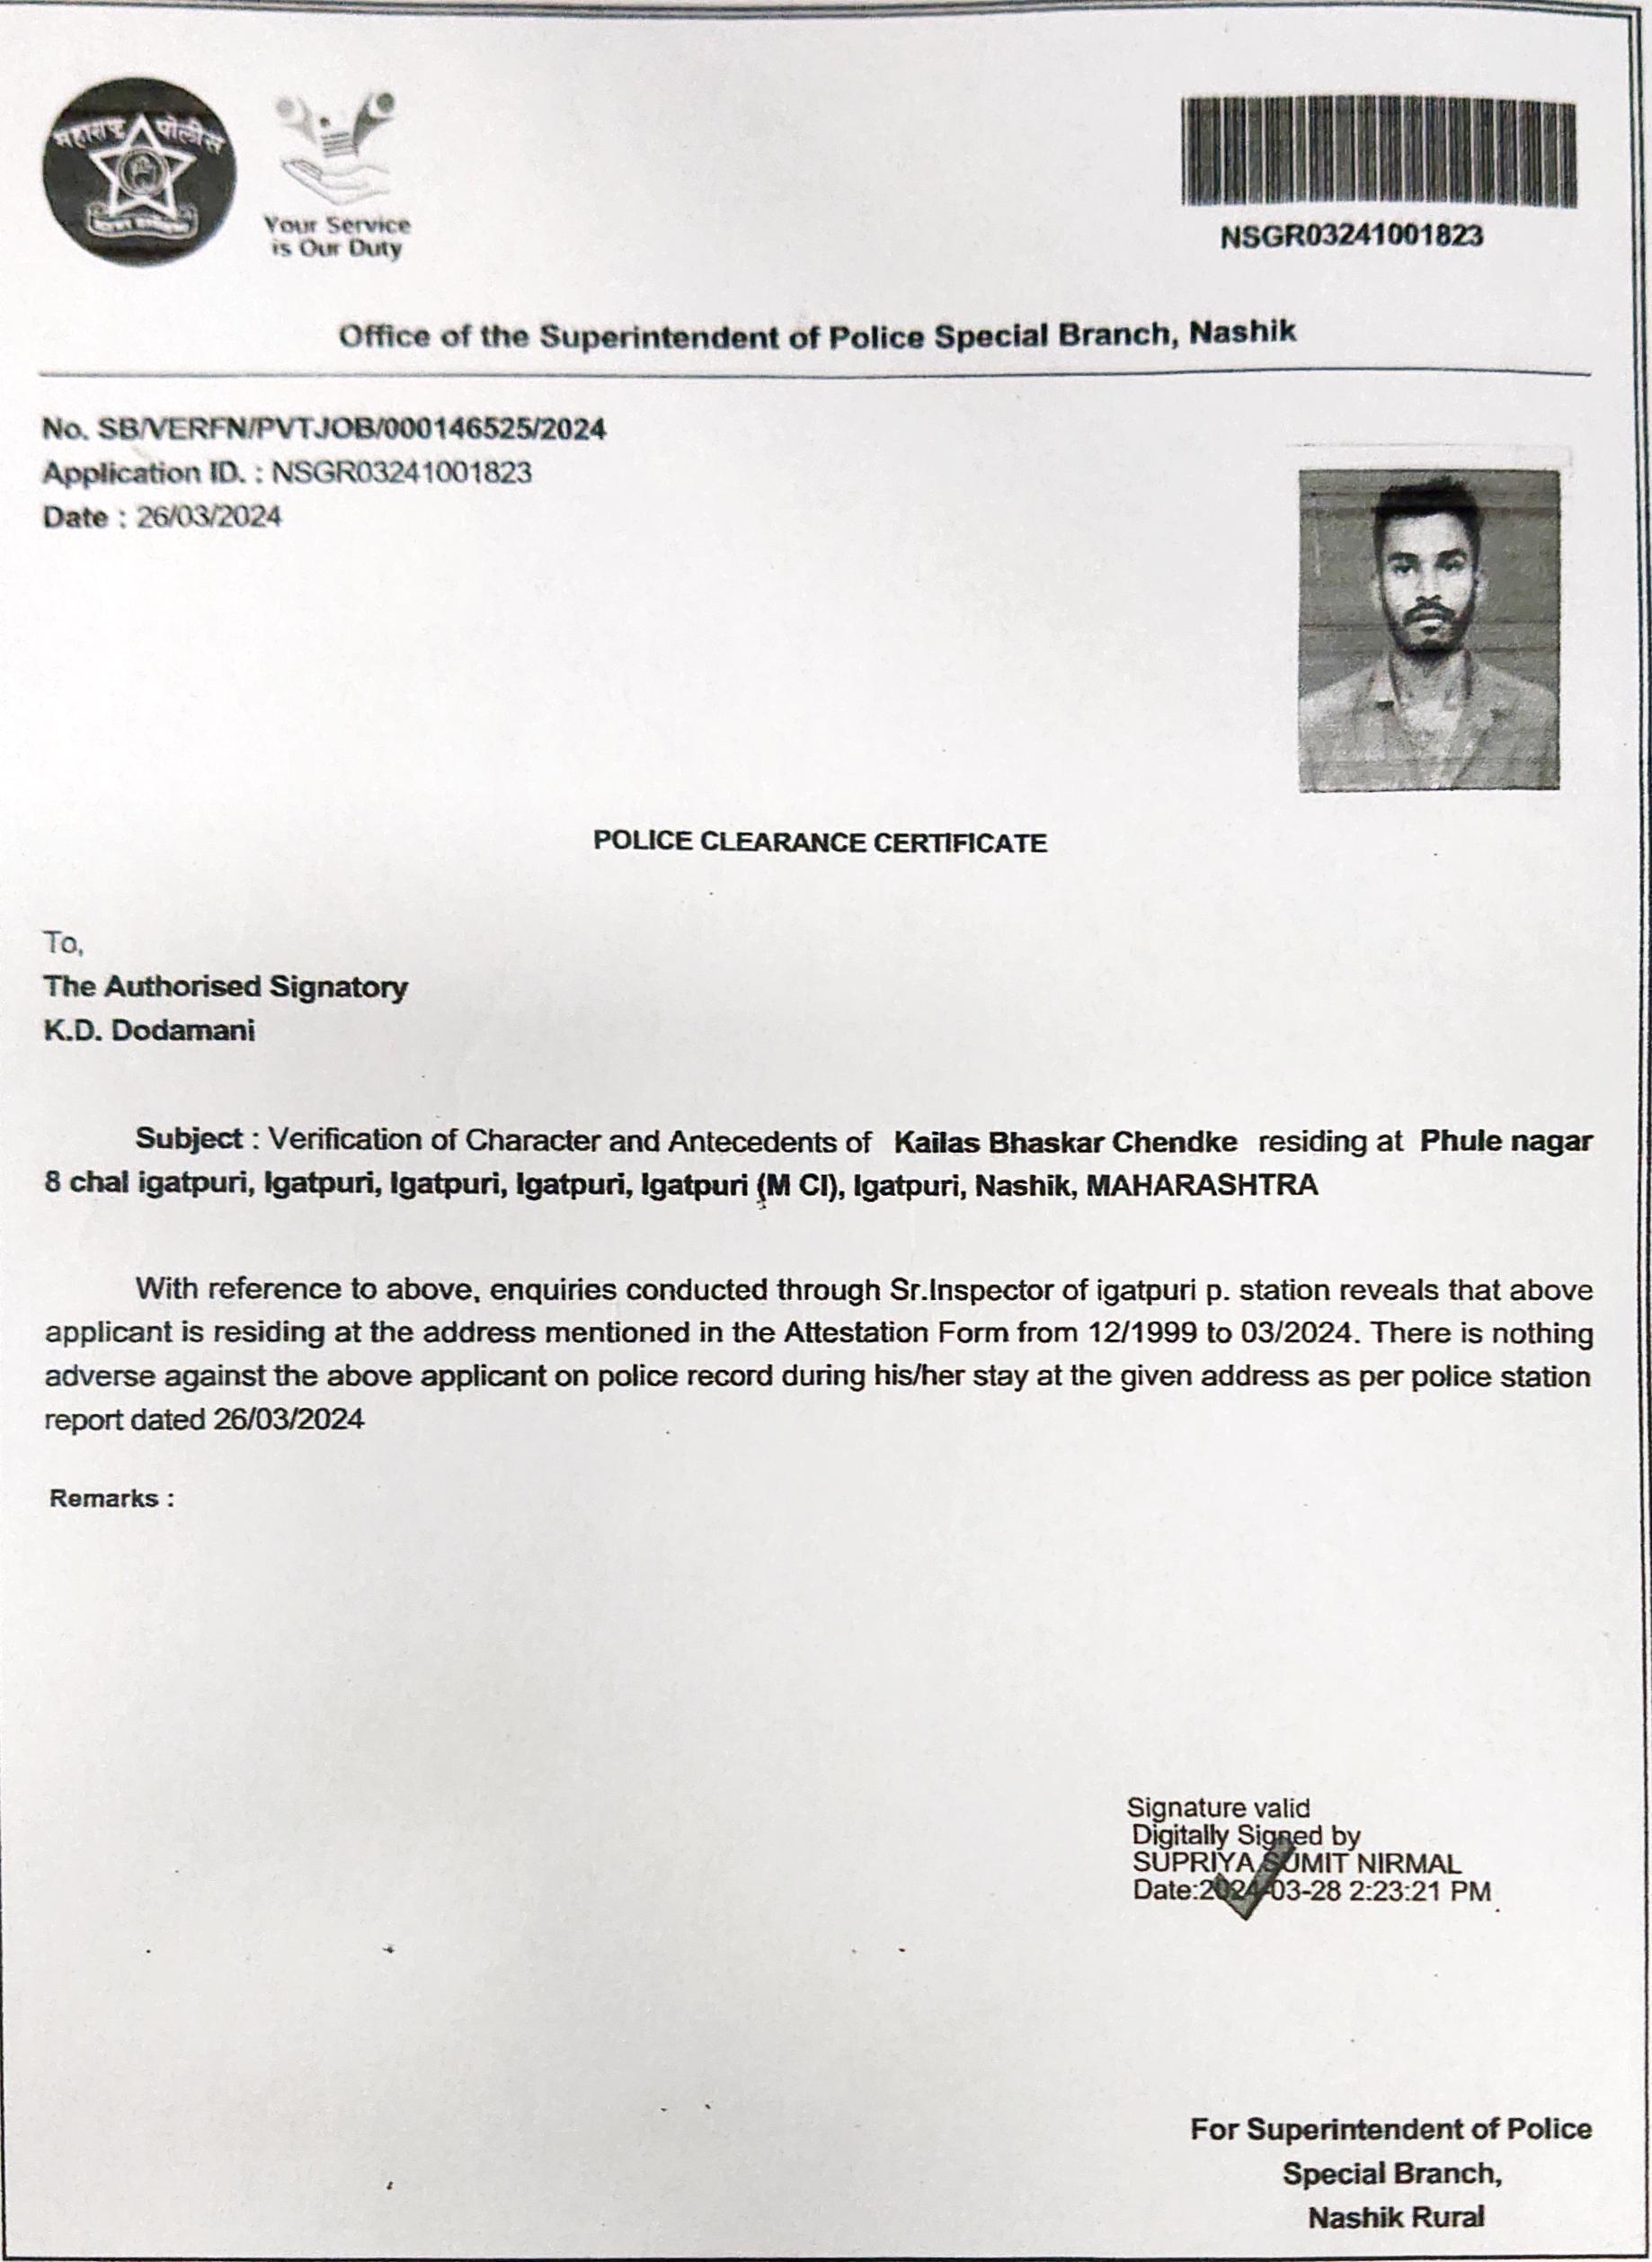 महाराष्ट्र पोलीस
Your Service
is Our Duty
NSGR03241001823
Office of the Superintendent of Police Special Branch, Nashik
No. SB/VERFN/PVTJOB/000146525/2024
Application ID. : NSGR03241001823
Date : 26/03/2024
POLICE CLEARANCE CERTIFICATE
To,
The Authorised Signatory
K.D. Dodamani
Subject : Verification of Character and Antecedents of Kailas Bhaskar Chendke residing at Phule nagar
8 chal igatpuri, Igatpuri, Igatpuri, Igatpuri, Igatpuri (M Cl), Igatpuri, Nashik, MAHARASHTRA
With reference to above, enquiries conducted through Sr.Inspector of igatpuri p. station reveals that above
applicant is residing at the address mentioned in the Attestation Form from 12/1999 to 03/2024. There is nothing
adverse against the above applicant on police record during his/her stay at the given address as per police station
report dated 26/03/2024
Remarks :
Signature valid
Digitally Signed by
SUPRIYA SUMIT NIRMAL
Date:2024-03-28 2:23:21 PM
For Superintendent of Police
Special Branch,
Nashik Rural